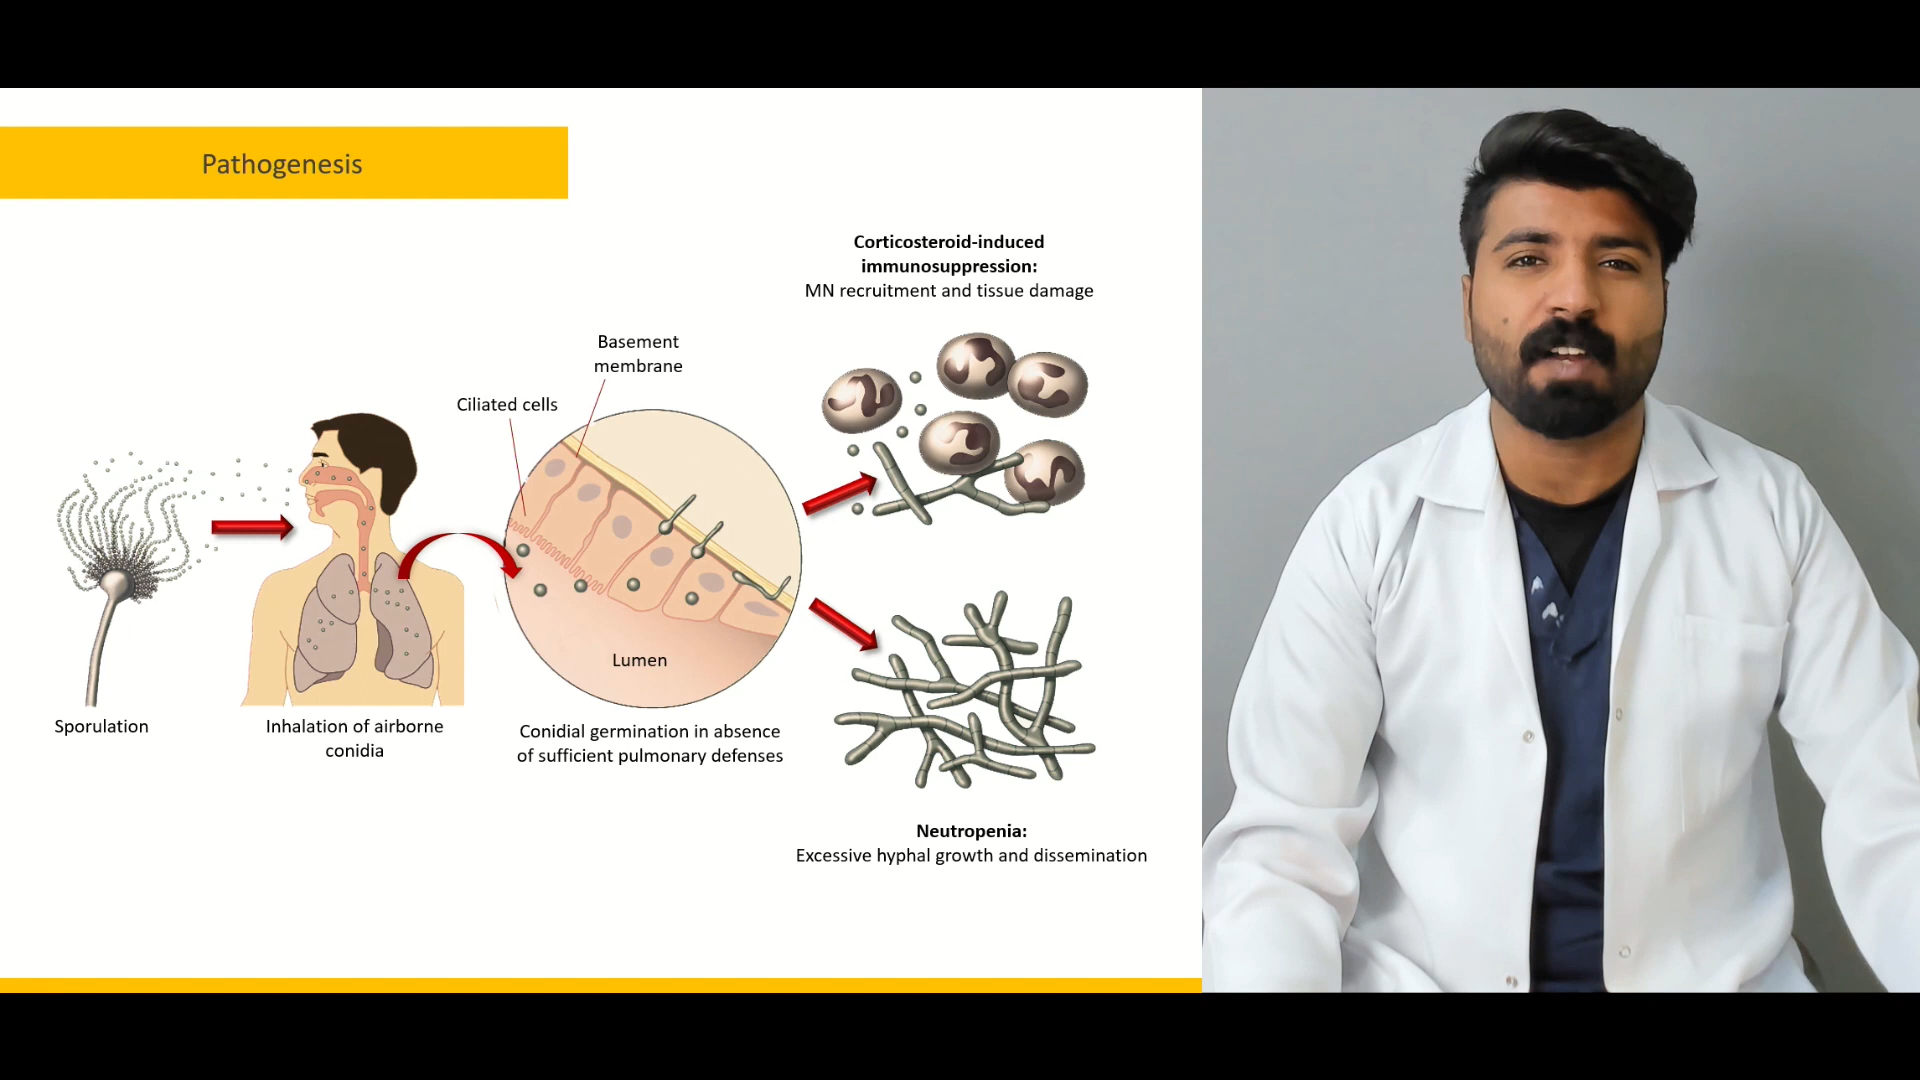 Pathogenesis
Corticosteroid-induced
immunosuppression:
MN recruitment and tissue damage
Basement
membrane
Ciliated cells
Lumen
Sporulation
Inhalation of airborne
conidia
Conidial germination in absence
of sufficient pulmonary defenses
Neutropenia:
Excessive hyphal growth and dissemination